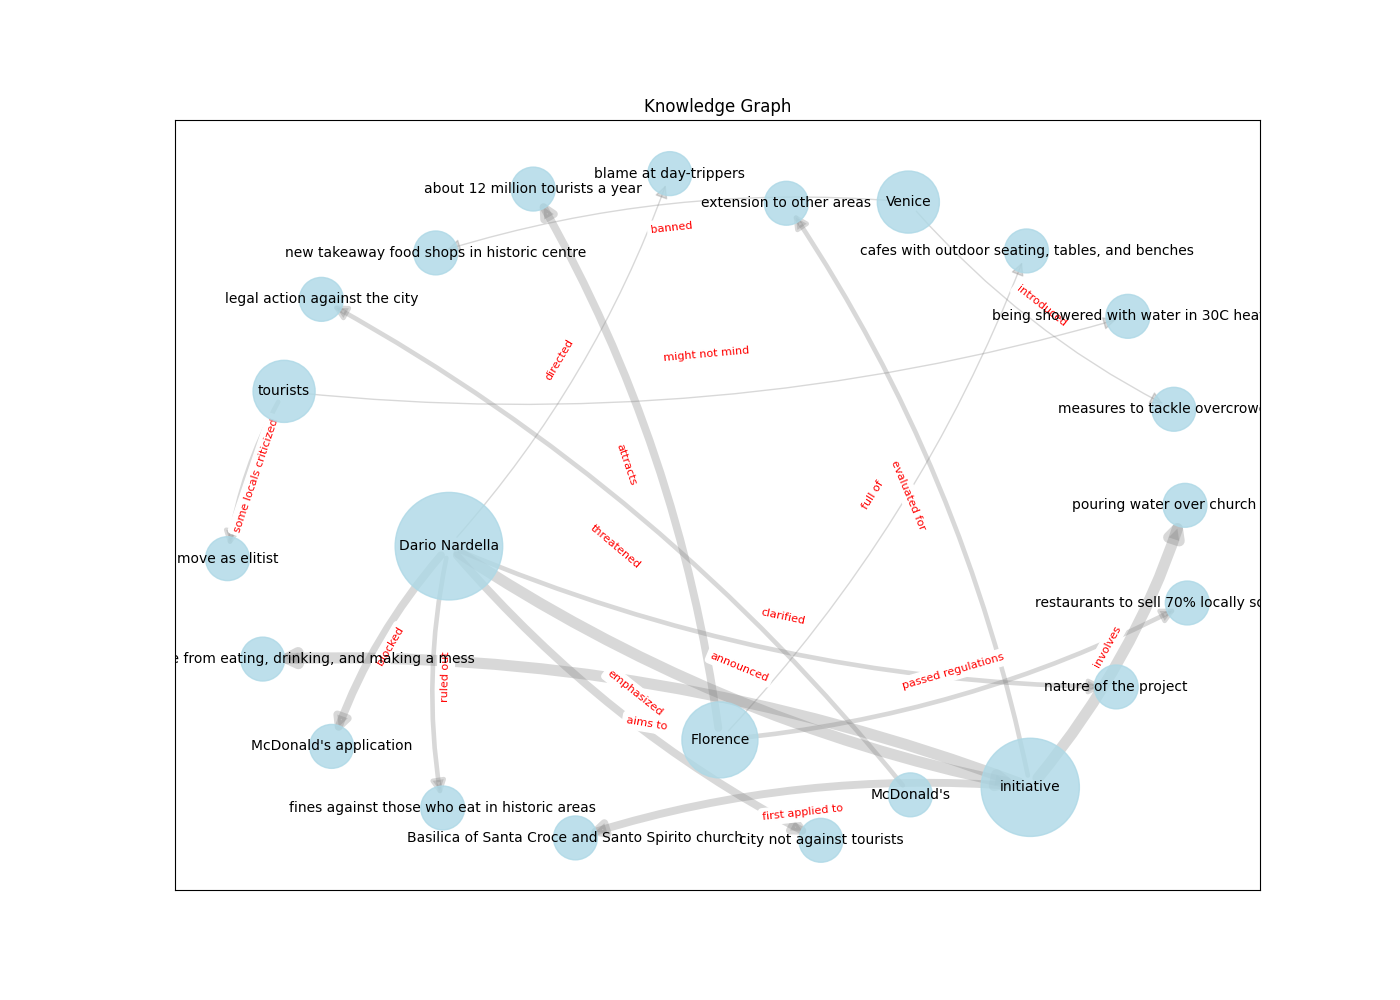 Knowledge Graph
blame at day-trippers
about 12 million tourists a year
extension to other areas
Venice
banned
new takeaway food shops in historic centre
cafes with outdoor seating, tables, and benches
legal action against the city
introduced
being showered with water in 30C hea
directed
might not mind
tourists
measures to tackle overcrow
some locals criticized
attracts
full of
evaluated for
pouring water over church
Dario Nardella
threatened
move as elitist
restaurants to sell 70% locally so
clarified
blocked
involves
e from eating, drinking, and making a mess
ruled out
announced
passed regulations
nature of the project
emphasized
aims to
Florence
McDonald's application
initiative
McDonald's
fines against those who eat in historic areas
first applied to
Basilica of Santa Croce and Santo Spirito church
city not against tourists